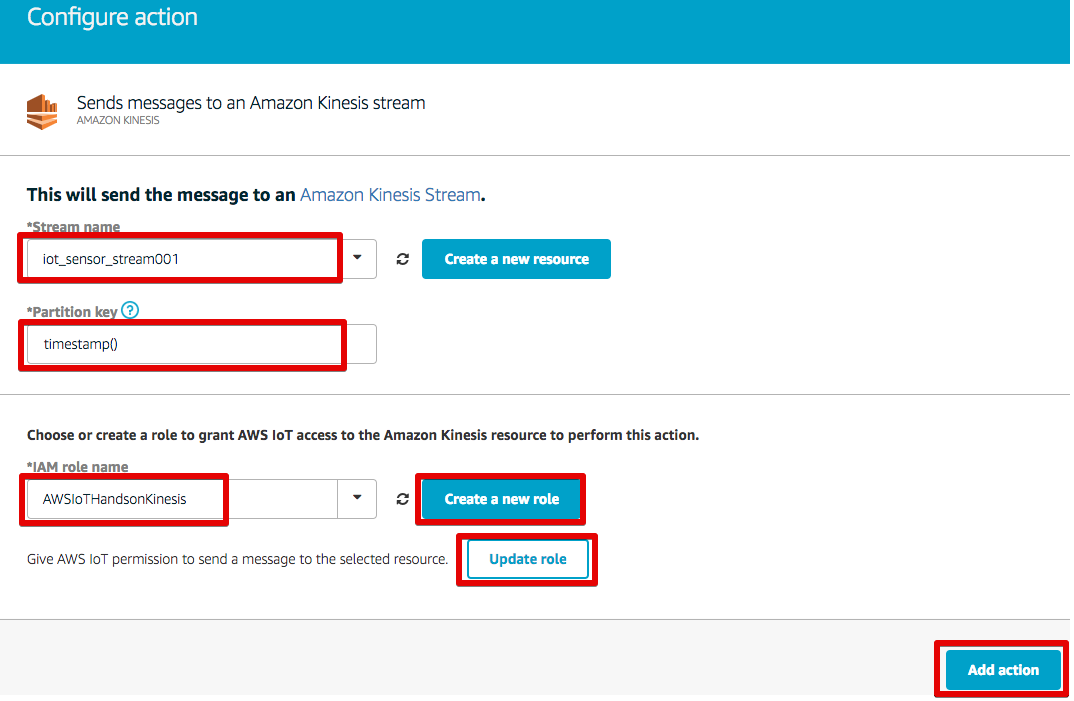 Configure action
Sends messages to an Amazon Kinesis stream
AMAZON KINESIS
This will send the message to an Amazon Kinesis Stream.
*Stream name
iot_sensor_stream001
Create a new resource
*Partition key ?
timestamp()
Choose or create a role to grant AWS IoT access to the Amazon Kinesis resource to perform this action.
*IAM role name
AWSIoTHandsonKinesis
Create a new role
Give AWS IoT permission to send a message to the selected resource.
Update role
Add action